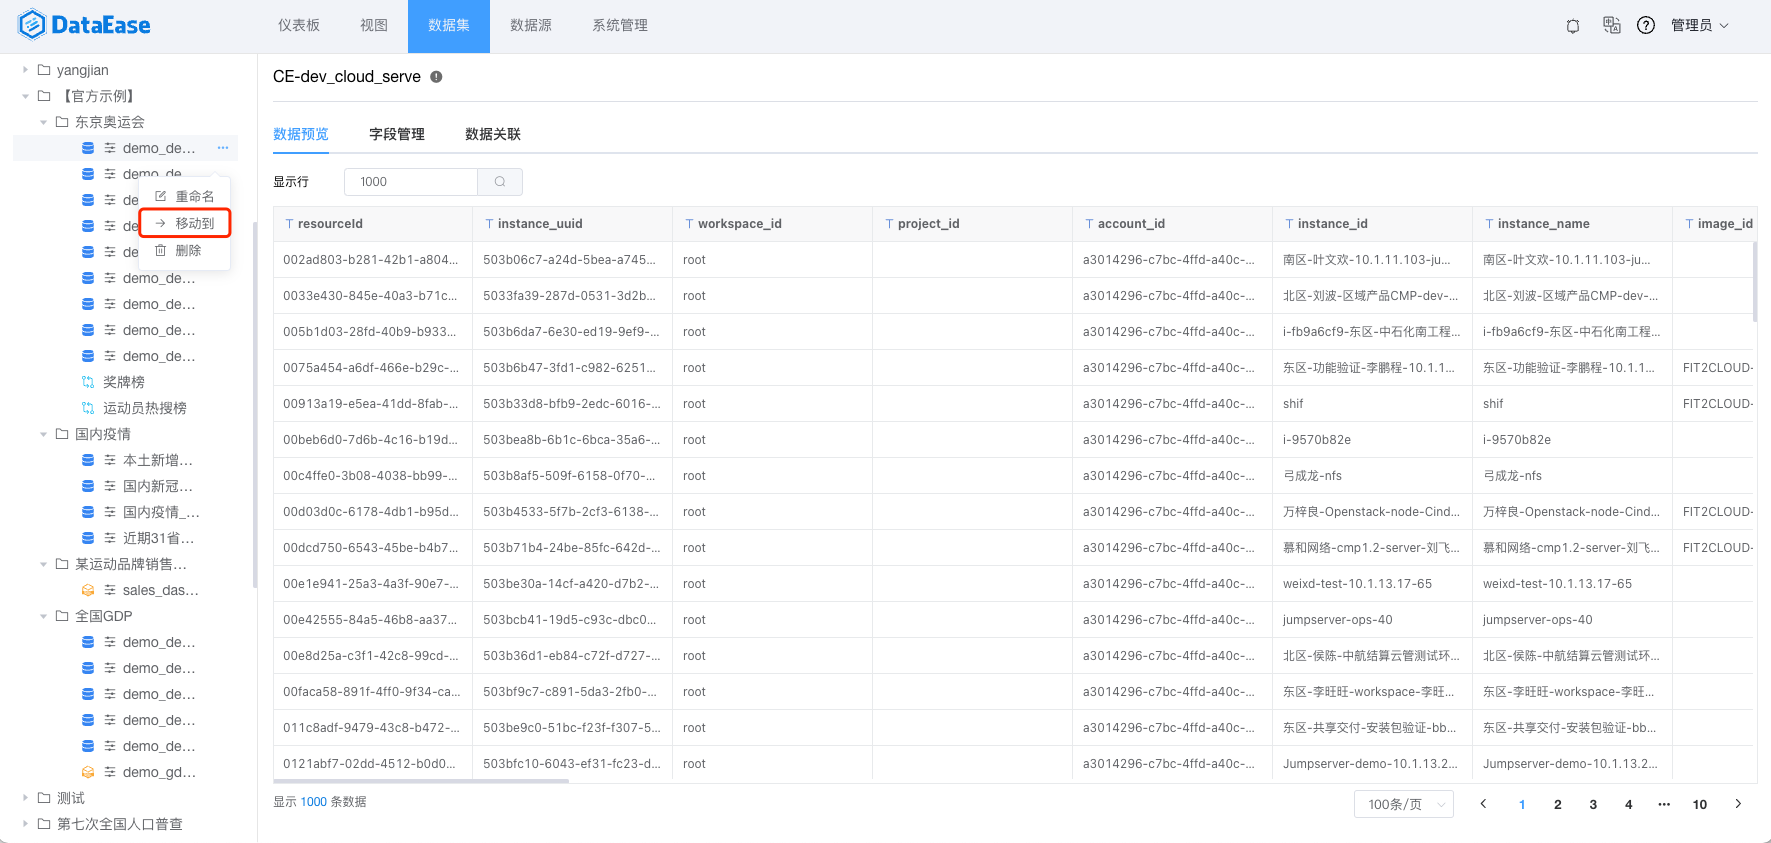 DataEase
仪表板 视图 数据集 数据源 系统管理
管理员
yangjian
【官方示例】
东京奥运会
demo_de...
demo_de
de
de
de
demo_de...
demo_de...
demo_de...
demo_de...
奖牌榜
运动员热搜榜
国内疫情
本土新增...
国内新冠...
国内疫情_...
近期31省...
某运动品牌销售...
sales_das...
全国GDP
demo_de...
demo_de...
demo_de...
demo_de...
demo_de...
demo_gd...
测试
第七次全国人口普查
重命名
移动到
删除
CE-dev_cloud_serve
数据预览 字段管理 数据关联
显示行 1000
resourceId instance_uuid workspace_id project_id account_id instance_id instance_name image_id
002ad803-b281-42b1-a804... 503b06c7-a24d-5bea-a745... root a3014296-c7bc-4ffd-a40c-... 南区-叶文欢-10.1.11.103-ju... 南区-叶文欢-10.1.11.103-ju...
0033e430-845e-40a3-b71c... 5033fa39-287d-0531-3d2b... root a3014296-c7bc-4ffd-a40c-... 北区-刘波-区域产品CMP-dev-... 北区-刘波-区域产品CMP-dev-...
005b1d03-28fd-40b9-b933... 503b6da7-6e30-ed19-9ef9-... root a3014296-c7bc-4ffd-a40c-... i-fb9a6cf9-东区-中石化南工程... i-fb9a6cf9-东区-中石化南工程...
0075a454-a6df-466e-b29c-... 503b6b47-3fd1-c982-6251... root a3014296-c7bc-4ffd-a40c-... 东区-功能验证-李鹏程-10.1.1... 东区-功能验证-李鹏程-10.1.1... FIT2CLOUD-
00913a19-e5ea-41dd-8fab-... 503b33d8-bfb9-2edc-6016-... root a3014296-c7bc-4ffd-a40c-... shif shif FIT2CLOUD-
00beb6d0-7d6b-4c16-b19d... 503bea8b-6b1c-6bca-35a6-... root a3014296-c7bc-4ffd-a40c-... i-9570b82e i-9570b82e
00c4ffe0-3b08-4038-bb99-... 503b8af5-509f-6158-0f70-... root a3014296-c7bc-4ffd-a40c-... 弓成龙-nfs 弓成龙-nfs
00d03d0c-6178-4db1-b95d... 503b4533-5f7b-2cf3-6138-... root a3014296-c7bc-4ffd-a40c-... 万梓良-Openstack-node-Cind... 万梓良-Openstack-node-Cind... FIT2CLOUD-
00dcd750-6543-45be-b4b7... 503b71b4-24be-85fc-642d-... root a3014296-c7bc-4ffd-a40c-... 慕和网络-cmp1.2-server-刘飞... 慕和网络-cmp1.2-server-刘飞... FIT2CLOUD-
00e1e941-25a3-4a3f-90e7-... 503be30a-14cf-a420-d7b2-... root a3014296-c7bc-4ffd-a40c-... weixd-test-10.1.13.17-65 weixd-test-10.1.13.17-65
00e42555-84a5-46b8-aa37... 503bcb41-19d5-c93c-dbc0... root a3014296-c7bc-4ffd-a40c-... jumpserver-ops-40 jumpserver-ops-40
00e8d25a-c3f1-42c8-99cd-... 503b36d1-eb84-c72f-d727-... root a3014296-c7bc-4ffd-a40c-... 北区-侯陈-中航结算云管测试环... 北区-侯陈-中航结算云管测试环...
00faca58-891f-4ff0-9f34-ca... 503bf9c7-c891-5da3-2fb0-... root a3014296-c7bc-4ffd-a40c-... 东区-李旺旺-workspace-李旺... 东区-李旺旺-workspace-李旺...
011c8adf-9479-43c8-b472-... 503be9c0-51bc-f23f-f307-5... root a3014296-c7bc-4ffd-a40c-... 东区-共享交付-安装包验证-bb... 东区-共享交付-安装包验证-bb...
0121abf7-02dd-4512-b0d0... 503bfc10-6043-ef31-fc23-d... root a3014296-c7bc-4ffd-a40c-... Jumpserver-demo-10.1.13.2... Jumpserver-demo-10.1.13.2...
显示 1000 条数据
100条/页 1 2 3 4 ... 10